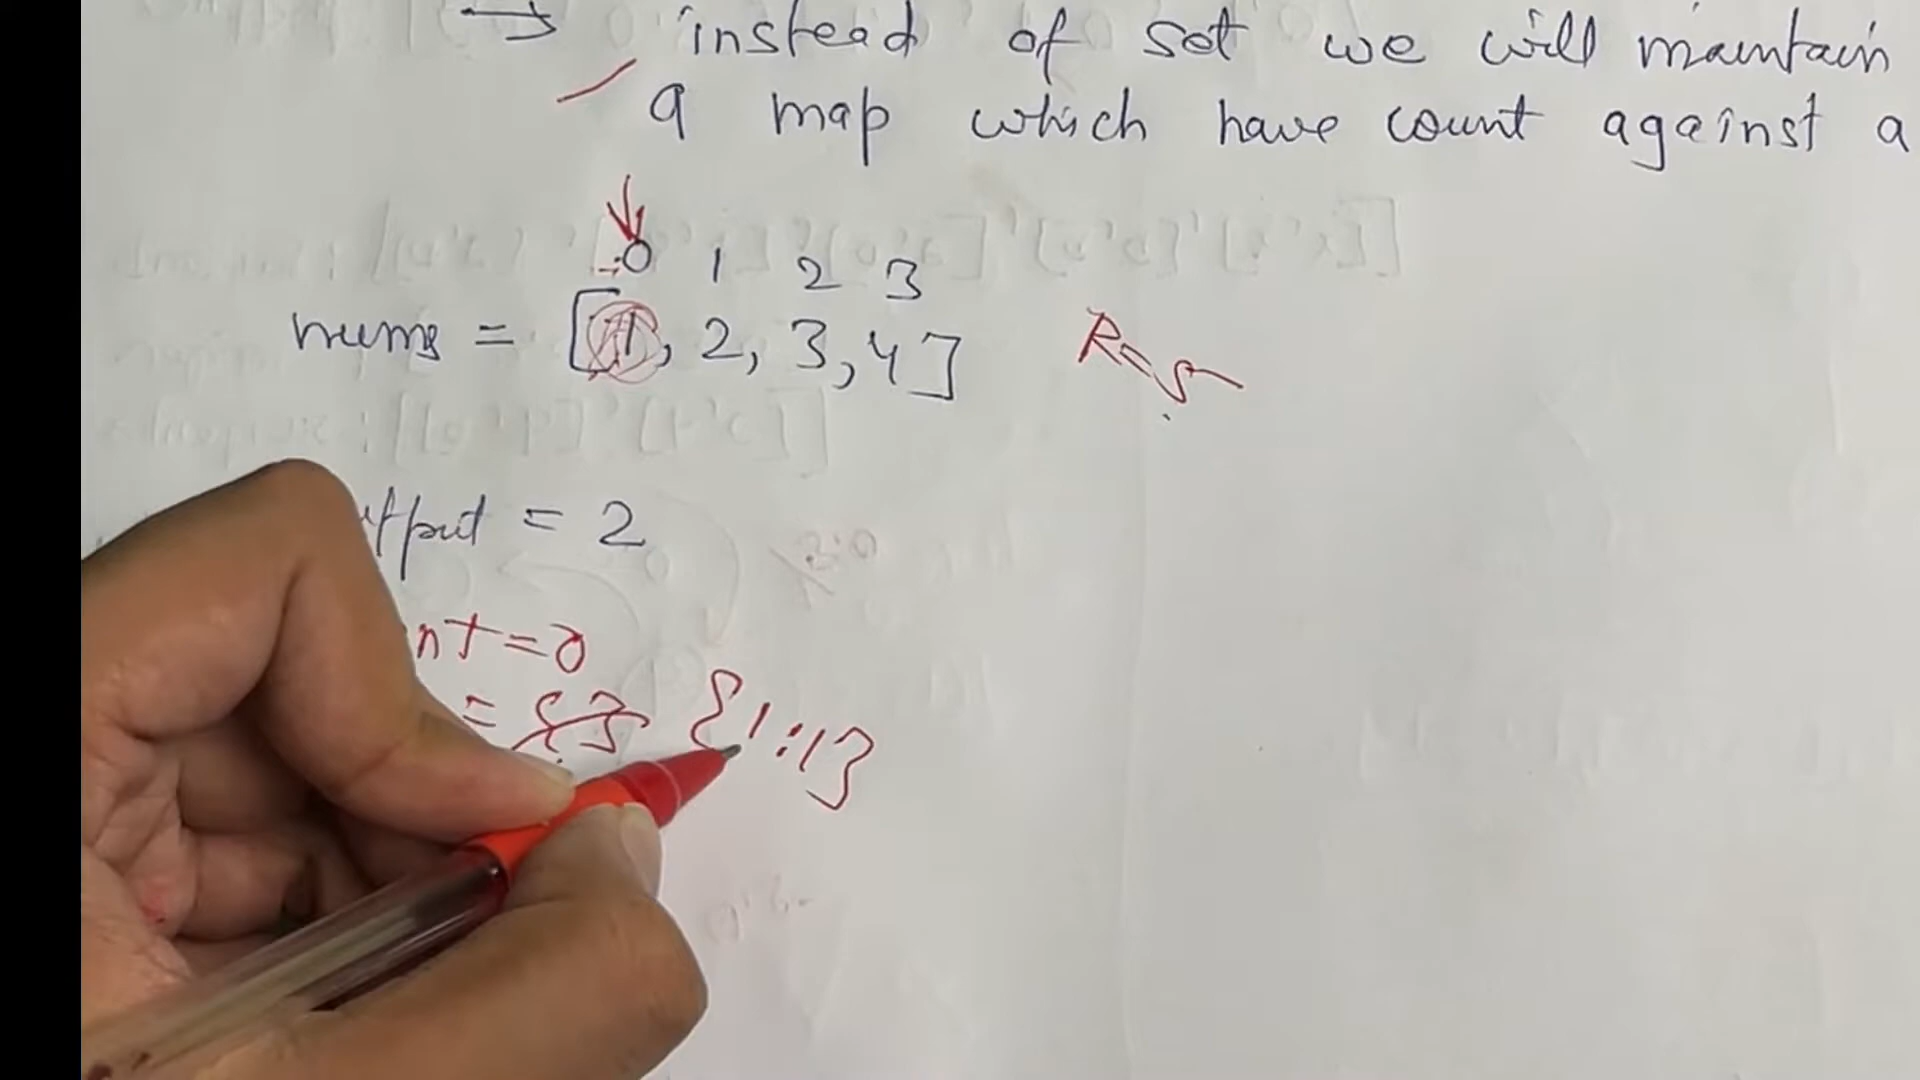 → instead of set we will maintain
a map which have count against a
0 1 2 3
nums = [1, 2, 3, 4] R=5
utput = 2
nt=0
= {} {1:1}